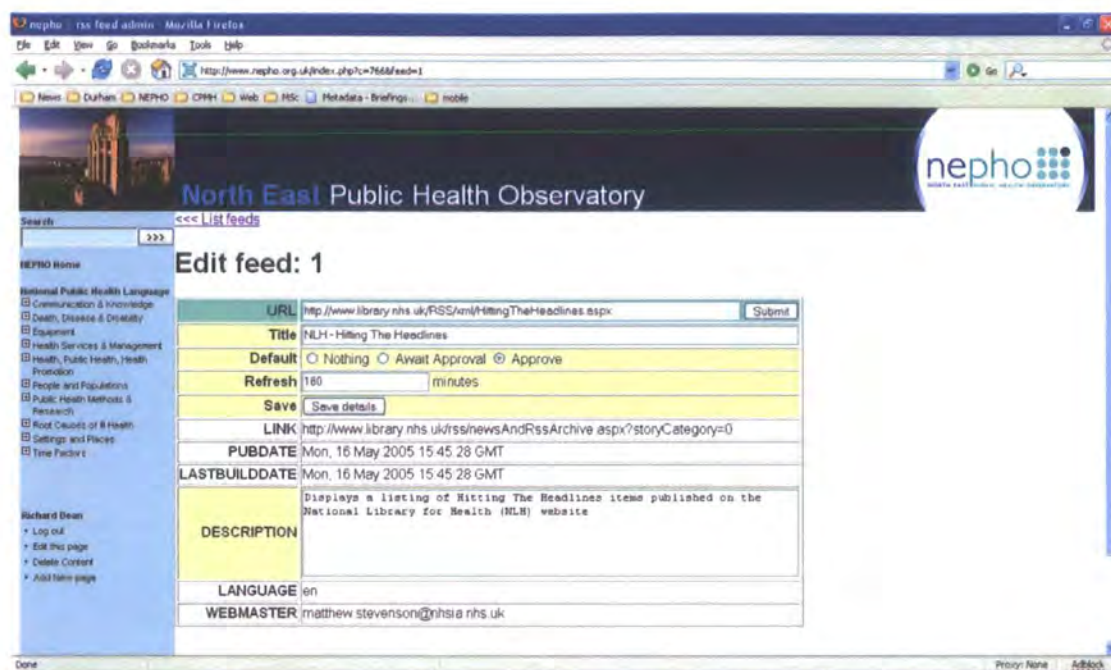 nepho : rss feed admin - Mozilla Firefox
File Edit View Go Bookmarks Tools Help
http://www.nepho.org.uk/index.php?c=766&feed=1
Go
News Durham NEPHO CPMH Web MSc Metadata - Briefings... mobile
North East Public Health Observatory
nepho
NORTH EAST PUBLIC HEALTH OBSERVATORY
Search
>>>
<<< List feeds
NEPHO Home
Edit feed: 1
National Public Health Language
Communication & Knowledge
Death, Disease & Disability
Equipment
Health Services & Management
Health, Public Health, Health Promotion
People and Populations
Public Health Methods & Research
Root Causes of Ill Health
Settings and Places
Time Factors
Richard Dean
Log out
Edit this page
Delete Content
Add New page
URL http://www.library.nhs.uk/RSS/xml/HittingTheHeadlines.aspx Submit
Title NLH - Hitting The Headlines
Default Nothing Await Approval Approve
Refresh 180 minutes
Save Save details
LINK http://www.library.nhs.uk/rss/newsAndRssArchive.aspx?storyCategory=0
PUBDATE Mon, 16 May 2005 15:45:28 GMT
LASTBUILDDATE Mon, 16 May 2005 15:45:28 GMT
DESCRIPTION Displays a listing of Hitting The Headlines items published on the
National Library for Health (NLH) website
LANGUAGE en
WEBMASTER matthew.stevenson@nhsia.nhs.uk
Done
Proxy: None Adblock